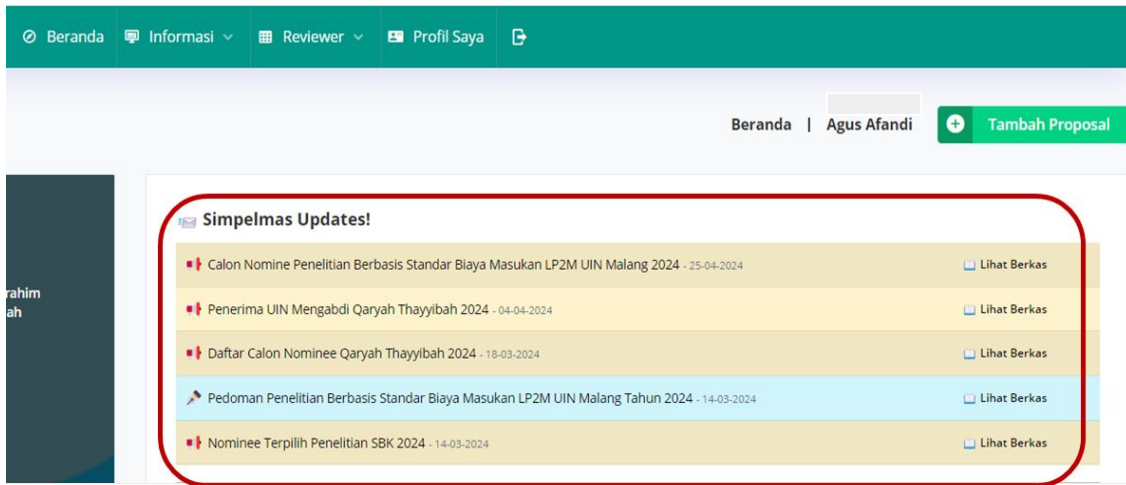 Beranda Informasi Reviewer Profil Saya
Beranda | Agus Afandi Tambah Proposal
Simpelmas Updates!
Calon Nomine Penelitian Berbasis Standar Biaya Masukan LP2M UIN Malang 2024 - 25-04-2024 Lihat Berkas
rahim
ah
Penerima UIN Mengabdi Qaryah Thayyibah 2024 - 04-04-2024 Lihat Berkas
Daftar Calon Nominee Qaryah Thayyibah 2024 - 18-03-2024 Lihat Berkas
Pedoman Penelitian Berbasis Standar Biaya Masukan LP2M UIN Malang Tahun 2024 - 14-03-2024 Lihat Berkas
Nominee Terpilih Penelitian SBK 2024 - 14-03-2024 Lihat Berkas